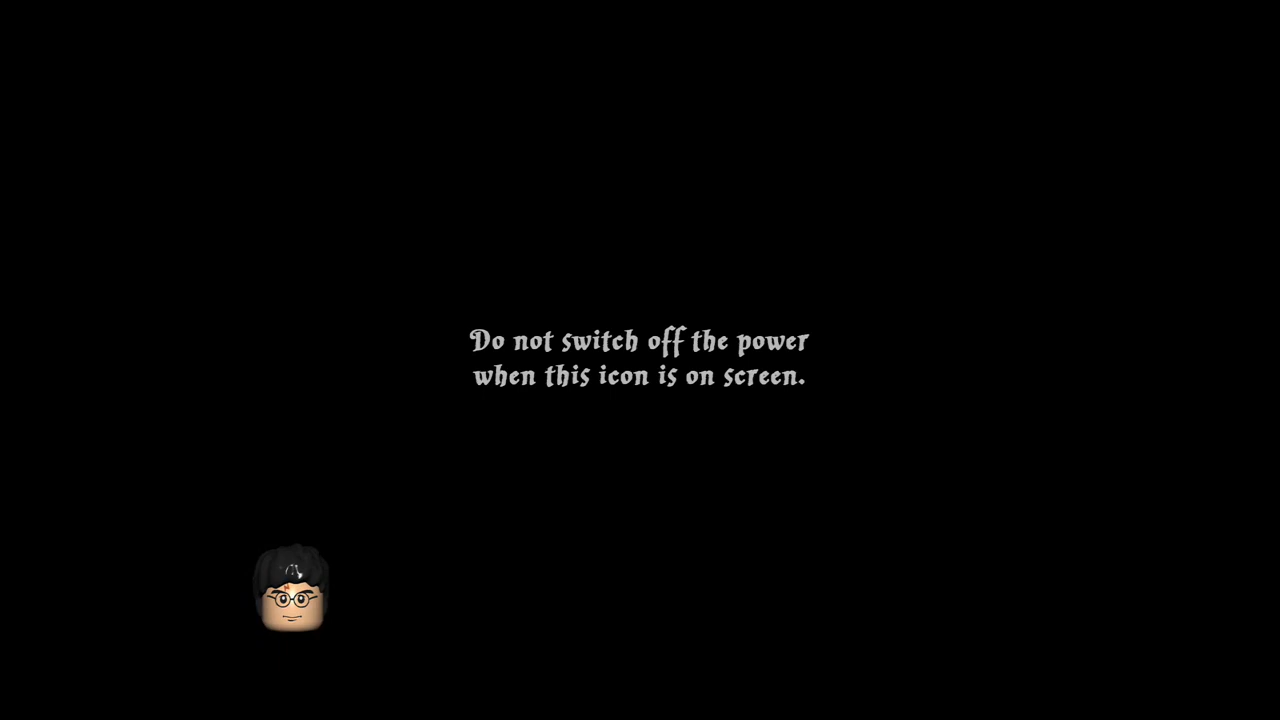 Do not switch off the power
when this icon is on screen.